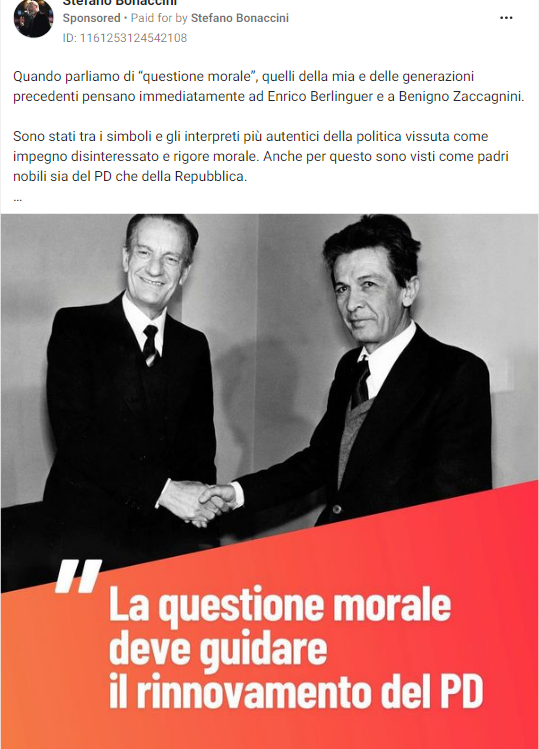 Stefano Bonaccini
Sponsored • Paid for by Stefano Bonaccini
ID: 1161253124542108
Quando parliamo di “questione morale”, quelli della mia e delle generazioni
precedenti pensano immediatamente ad Enrico Berlinguer e a Benigno Zaccagnini.
Sono stati tra i simboli e gli interpreti più autentici della politica vissuta come
impegno disinteressato e rigore morale. Anche per questo sono visti come padri
nobili sia del PD che della Repubblica.
...
"La questione morale
deve guidare
il rinnovamento del PD